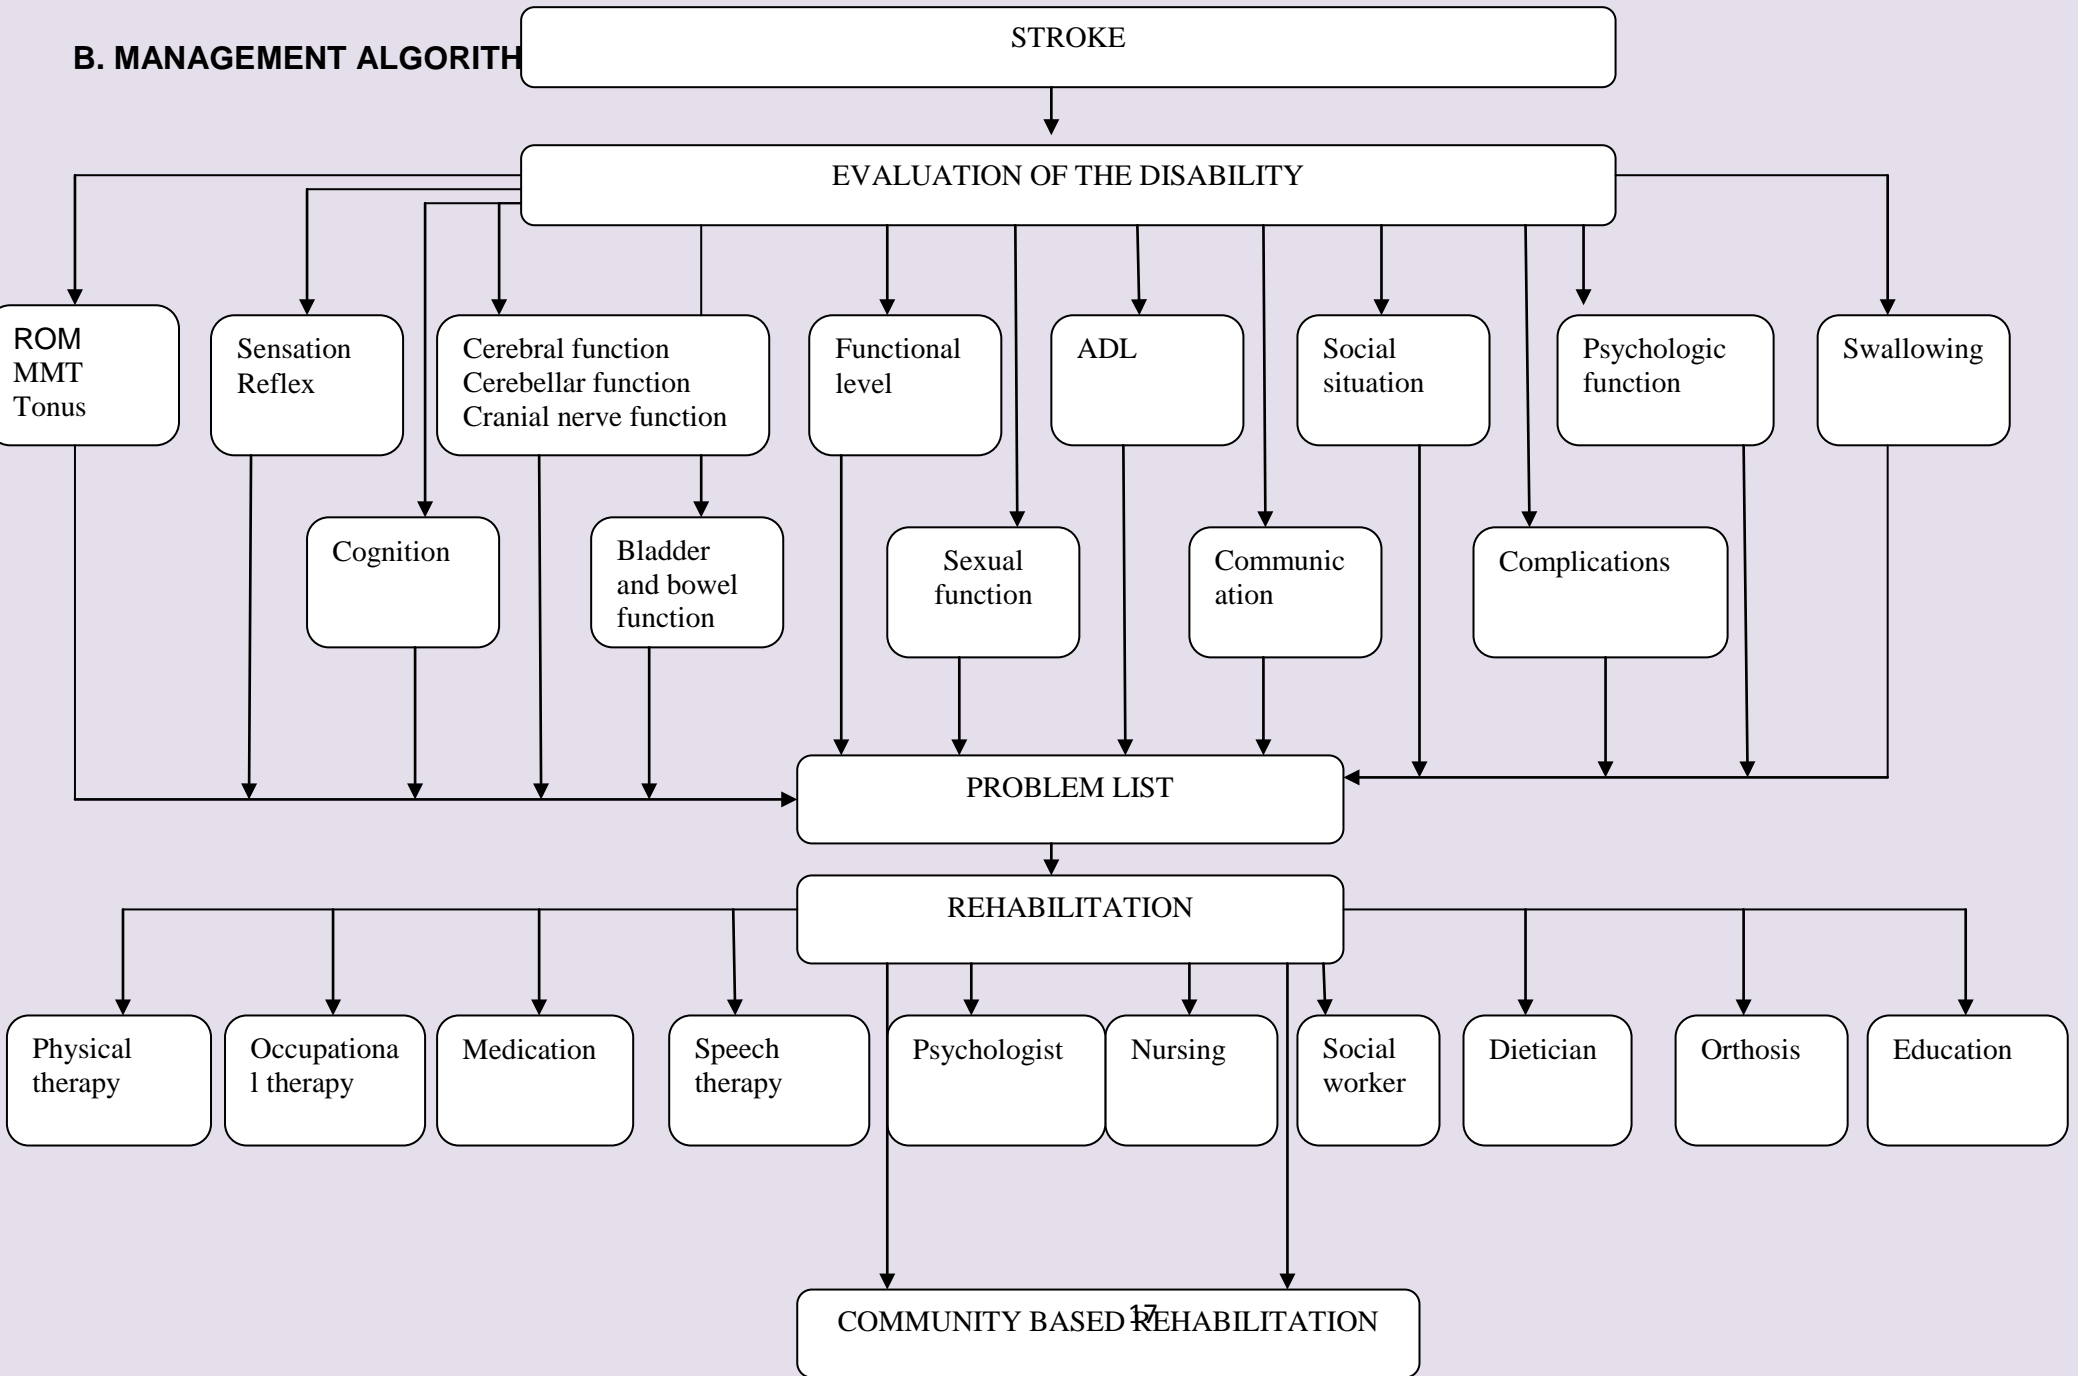 STROKE
B. MANAGEMENT ALGORITH
EVALUATION OF THE DISABILITY
ROM
MMT
Tonus
Sensation
Reflex
Cerebral function
Cerebellar function
Cranial nerve function
Functional
level
ADL
Social
situation
Psychologic
function
Swallowing
Cognition
Bladder
and bowel
function
Sexual
function
Communic
ation
Complications
PROBLEM LIST
REHABILITATION
Physical
therapy
Occupationa
l therapy
Medication
Speech
therapy
Psychologist
Nursing
Social
worker
Dietician
Orthosis
Education
COMMUNITY BASED REHABILITATION
17